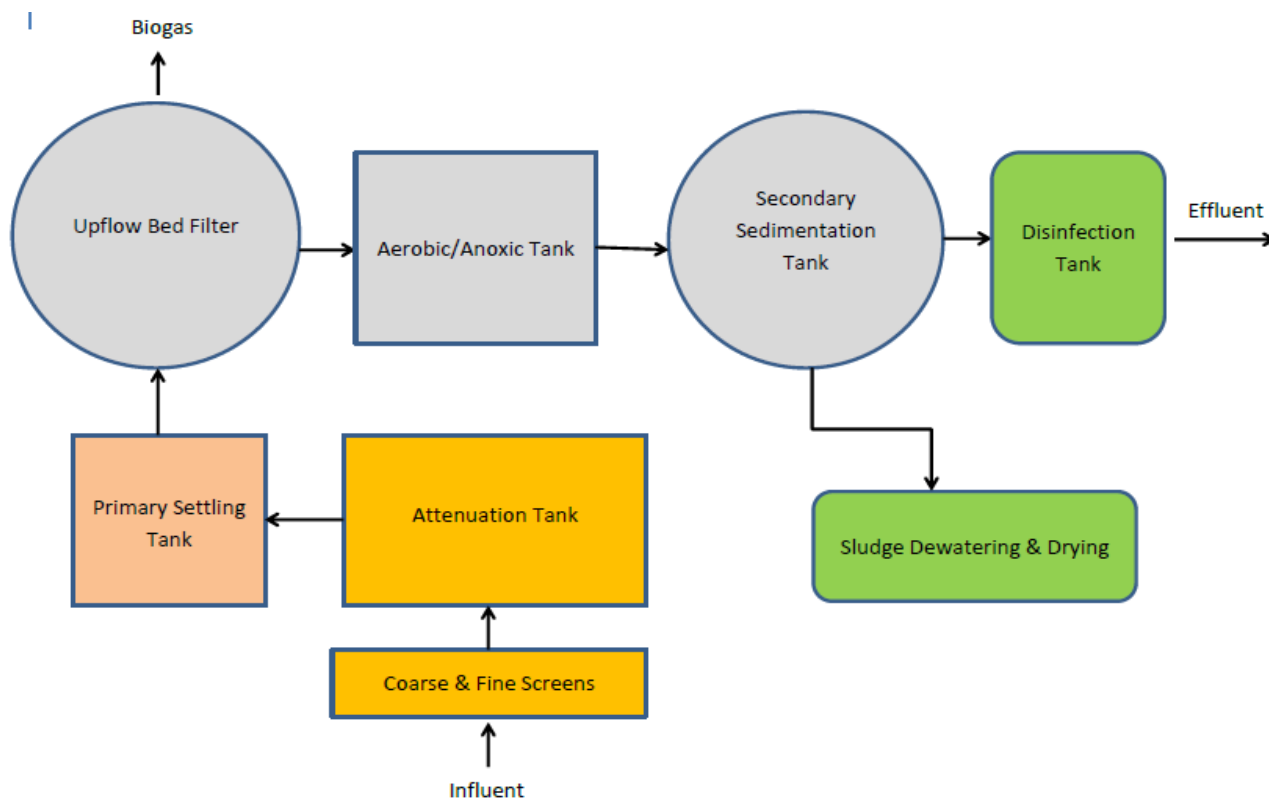 Biogas
Upflow Bed Filter
Aerobic/Anoxic Tank
Secondary
Sedimentation
Tank
Disinfection
Tank
Effluent
Primary Settling
Tank
Attenuation Tank
Sludge Dewatering & Drying
Coarse & Fine Screens
Influent